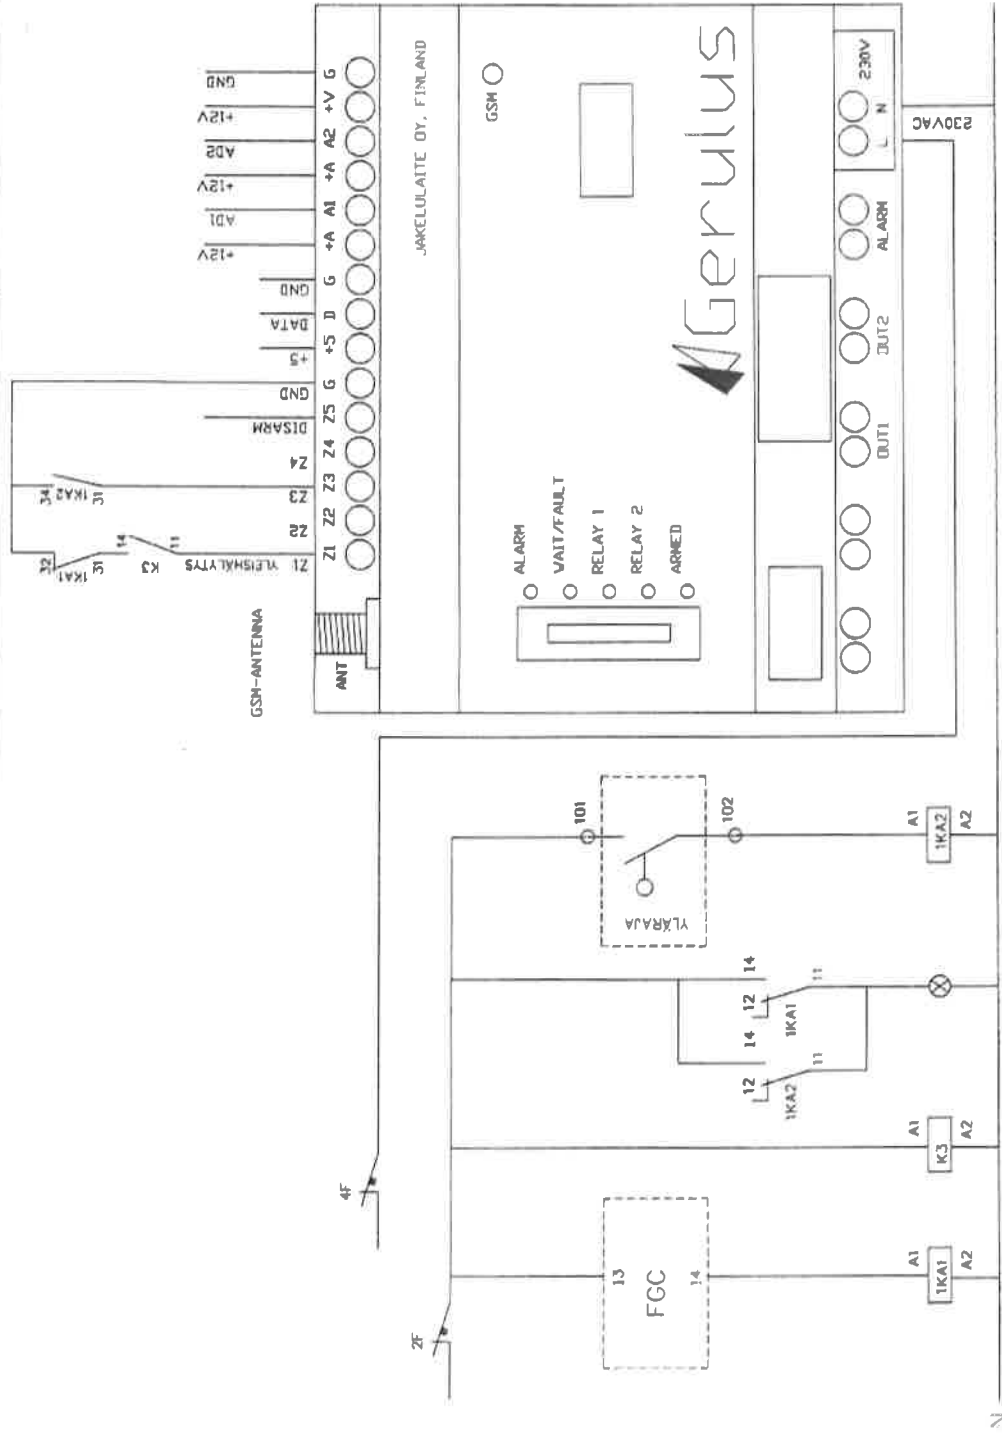 GND
+12V
AD2
+12V
AD1
+12V
GND
DATA
+5
GND
DISARM
Z4
Z3
Z2
Z1 YLEISHÄLYTYS
34
1KA2
31
32
1KA1
31
14
K3
11
G
+V
A2
+A
A1
+A
G
D
+5
G
Z5
Z4
Z3
Z2
Z1
ANT
GSM-ANTENNA
JAKELULAITE OY, FINLAND
GSM
Gerulus
ALARM
WAIT/FAULT
RELAY 1
RELAY 2
ARMED
230V
L
N
ALARM
OUT2
OUT1
230VAC
4F
2F
FGC
13
14
A1
1KA1
A2
A1
K3
A2
12
14
1KA2
11
12
14
1KA1
11
101
YLÄRAJA
102
A1
1KA2
A2
N